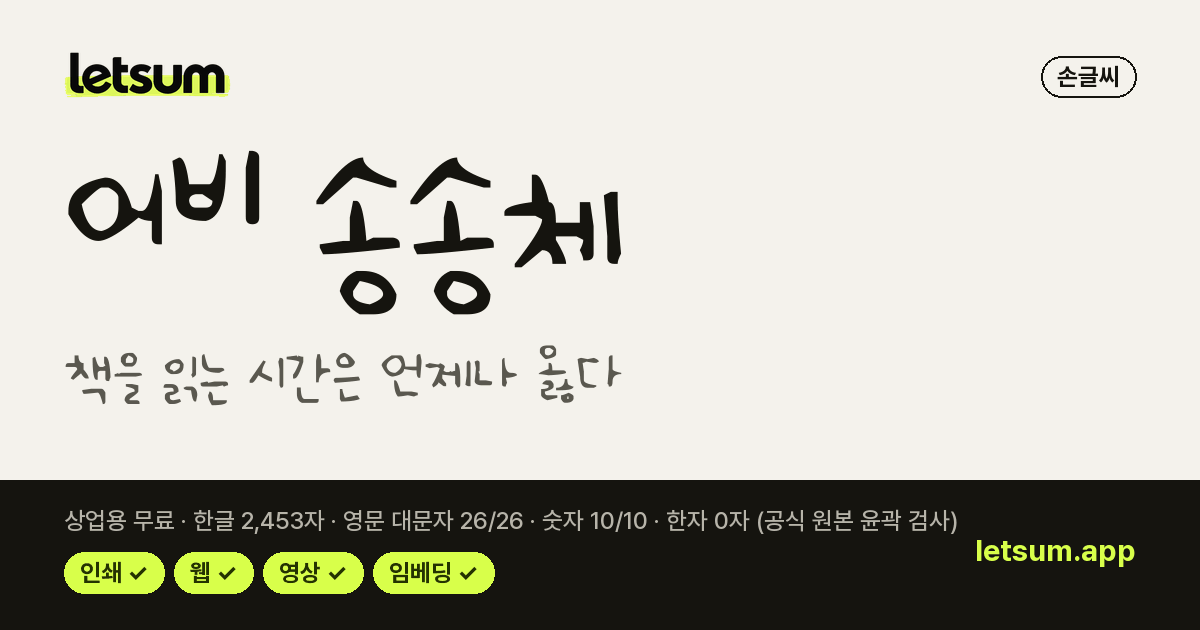 letsum
손글씨
어비 송송체
책을 읽는 시간은 언제나 옳다
상업용 무료 · 한글 2,453자 · 영문 대문자 26/26 · 숫자 10/10 · 한자 0자 (공식 원본 윤곽 검사)
letsum.app
인쇄 ✓ 웹 ✓ 영상 ✓ 임베딩 ✓